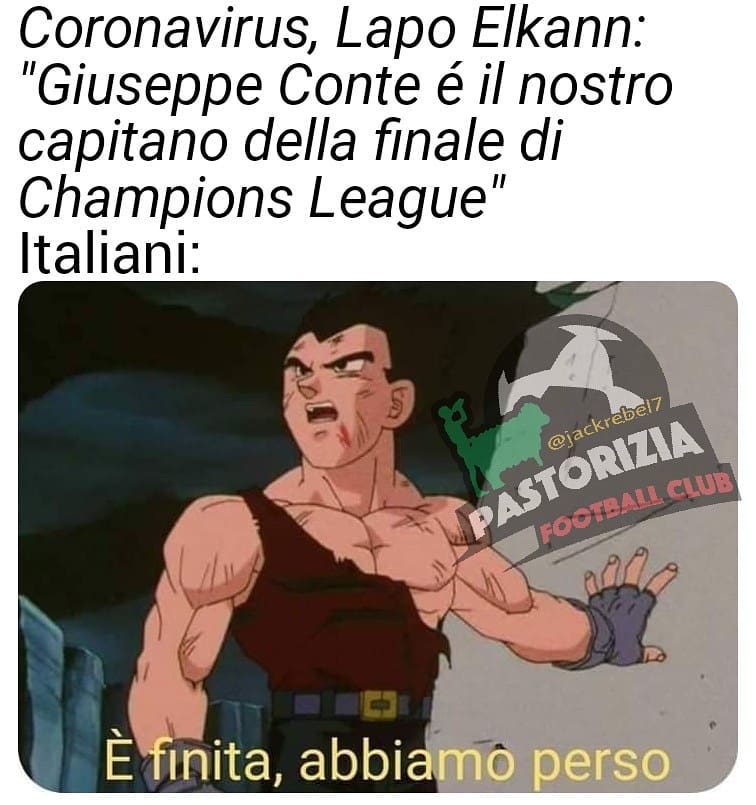 Coronavirus, Lapo Elkann:
"Giuseppe Conte é il nostro
capitano della finale di
Champions League"
Italiani:
@jackrebel7
PASTORIZIA
FOOTBALL CLUB
È finita, abbiamo perso